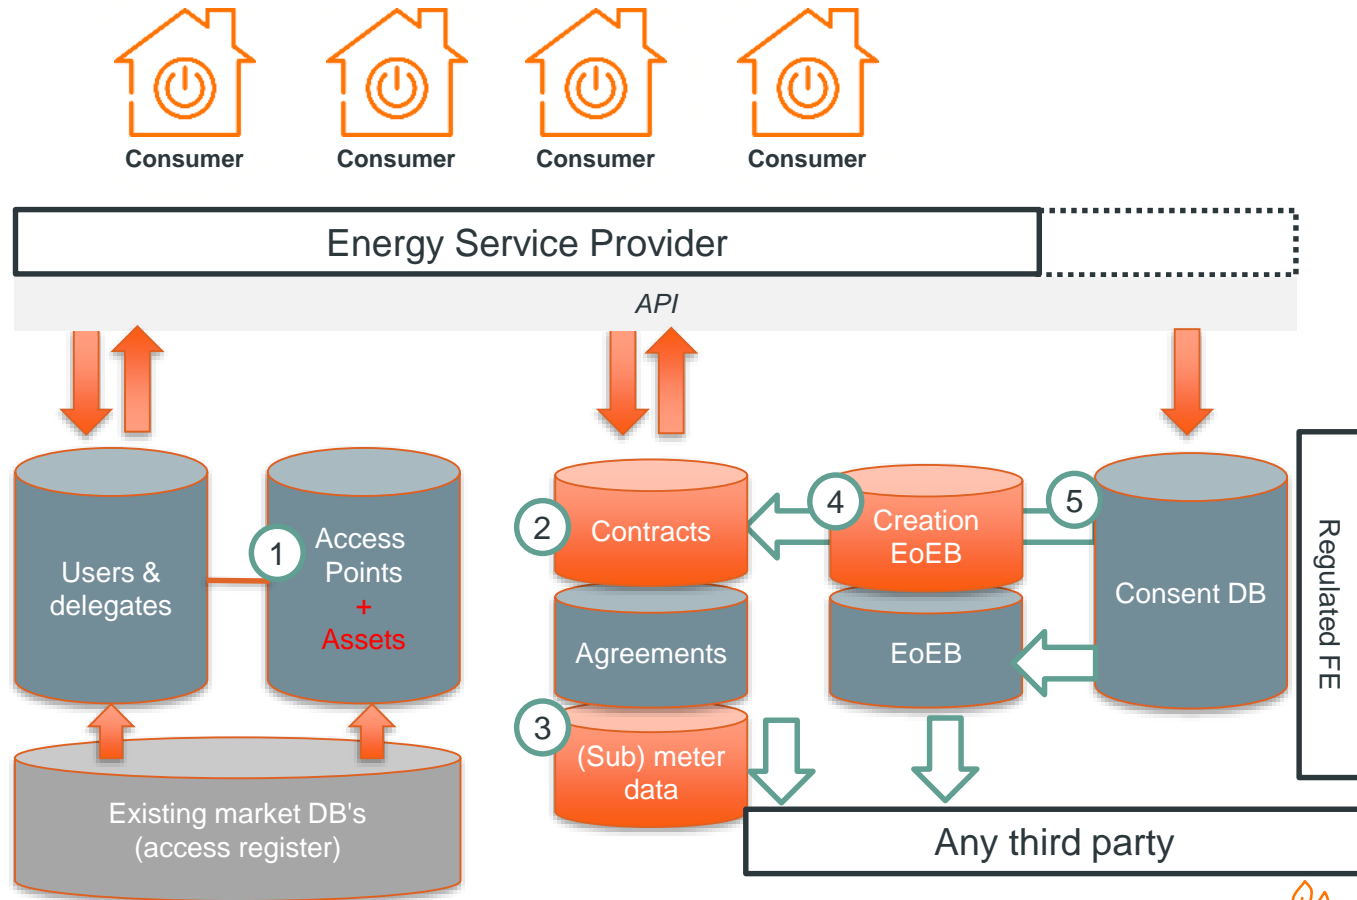 Consumer
Consumer
Consumer
Consumer
Energy Service Provider
API
Users &
delegates
1
Access
Points
+
Assets
2
Contracts
Agreements
3
(Sub) meter
data
4
Creation
EoEB
EoEB
5
Consent DB
Regulated FE
Existing market DB's
(access register)
Any third party